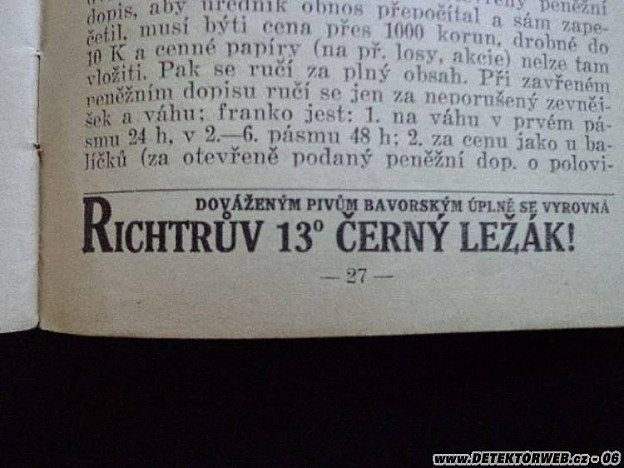 dopis, aby úředník obnos přepočítal a sám zape-
četil, musí býti cena přes 1000 korun, drobné do
10 K a cenné papíry (na př. losy, akcie) nelze tam
vložiti. Pak se ručí za plný obsah. Při zavřeném
peněžním dopisu ručí se jen za neporušený zevněj-
šek a váhu; franko jest: 1. na váhu v prvém pá-
smu 24 h, v 2.—6. pásmu 48 h; 2. za cenu jako u ba-
líčků (za otevřeně podaný peněžní dop. o polovi-
DOVÁŽENÝM PIVŮM BAVORSKÝM ÚPLNĚ SE VYROVNÁ
RICHTRŮV 13° ČERNÝ LEŽÁK!
— 27 —
www.DETEKTORWEB.cz - 06